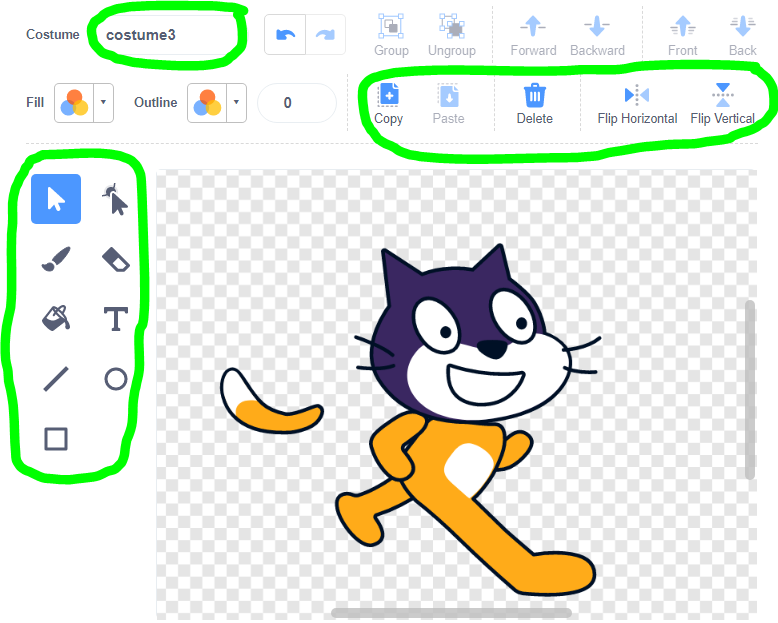 Costume costume3
Group Ungroup Forward Backward Front Back
Fill Outline 0
Copy Paste Delete Flip Horizontal Flip Vertical
T